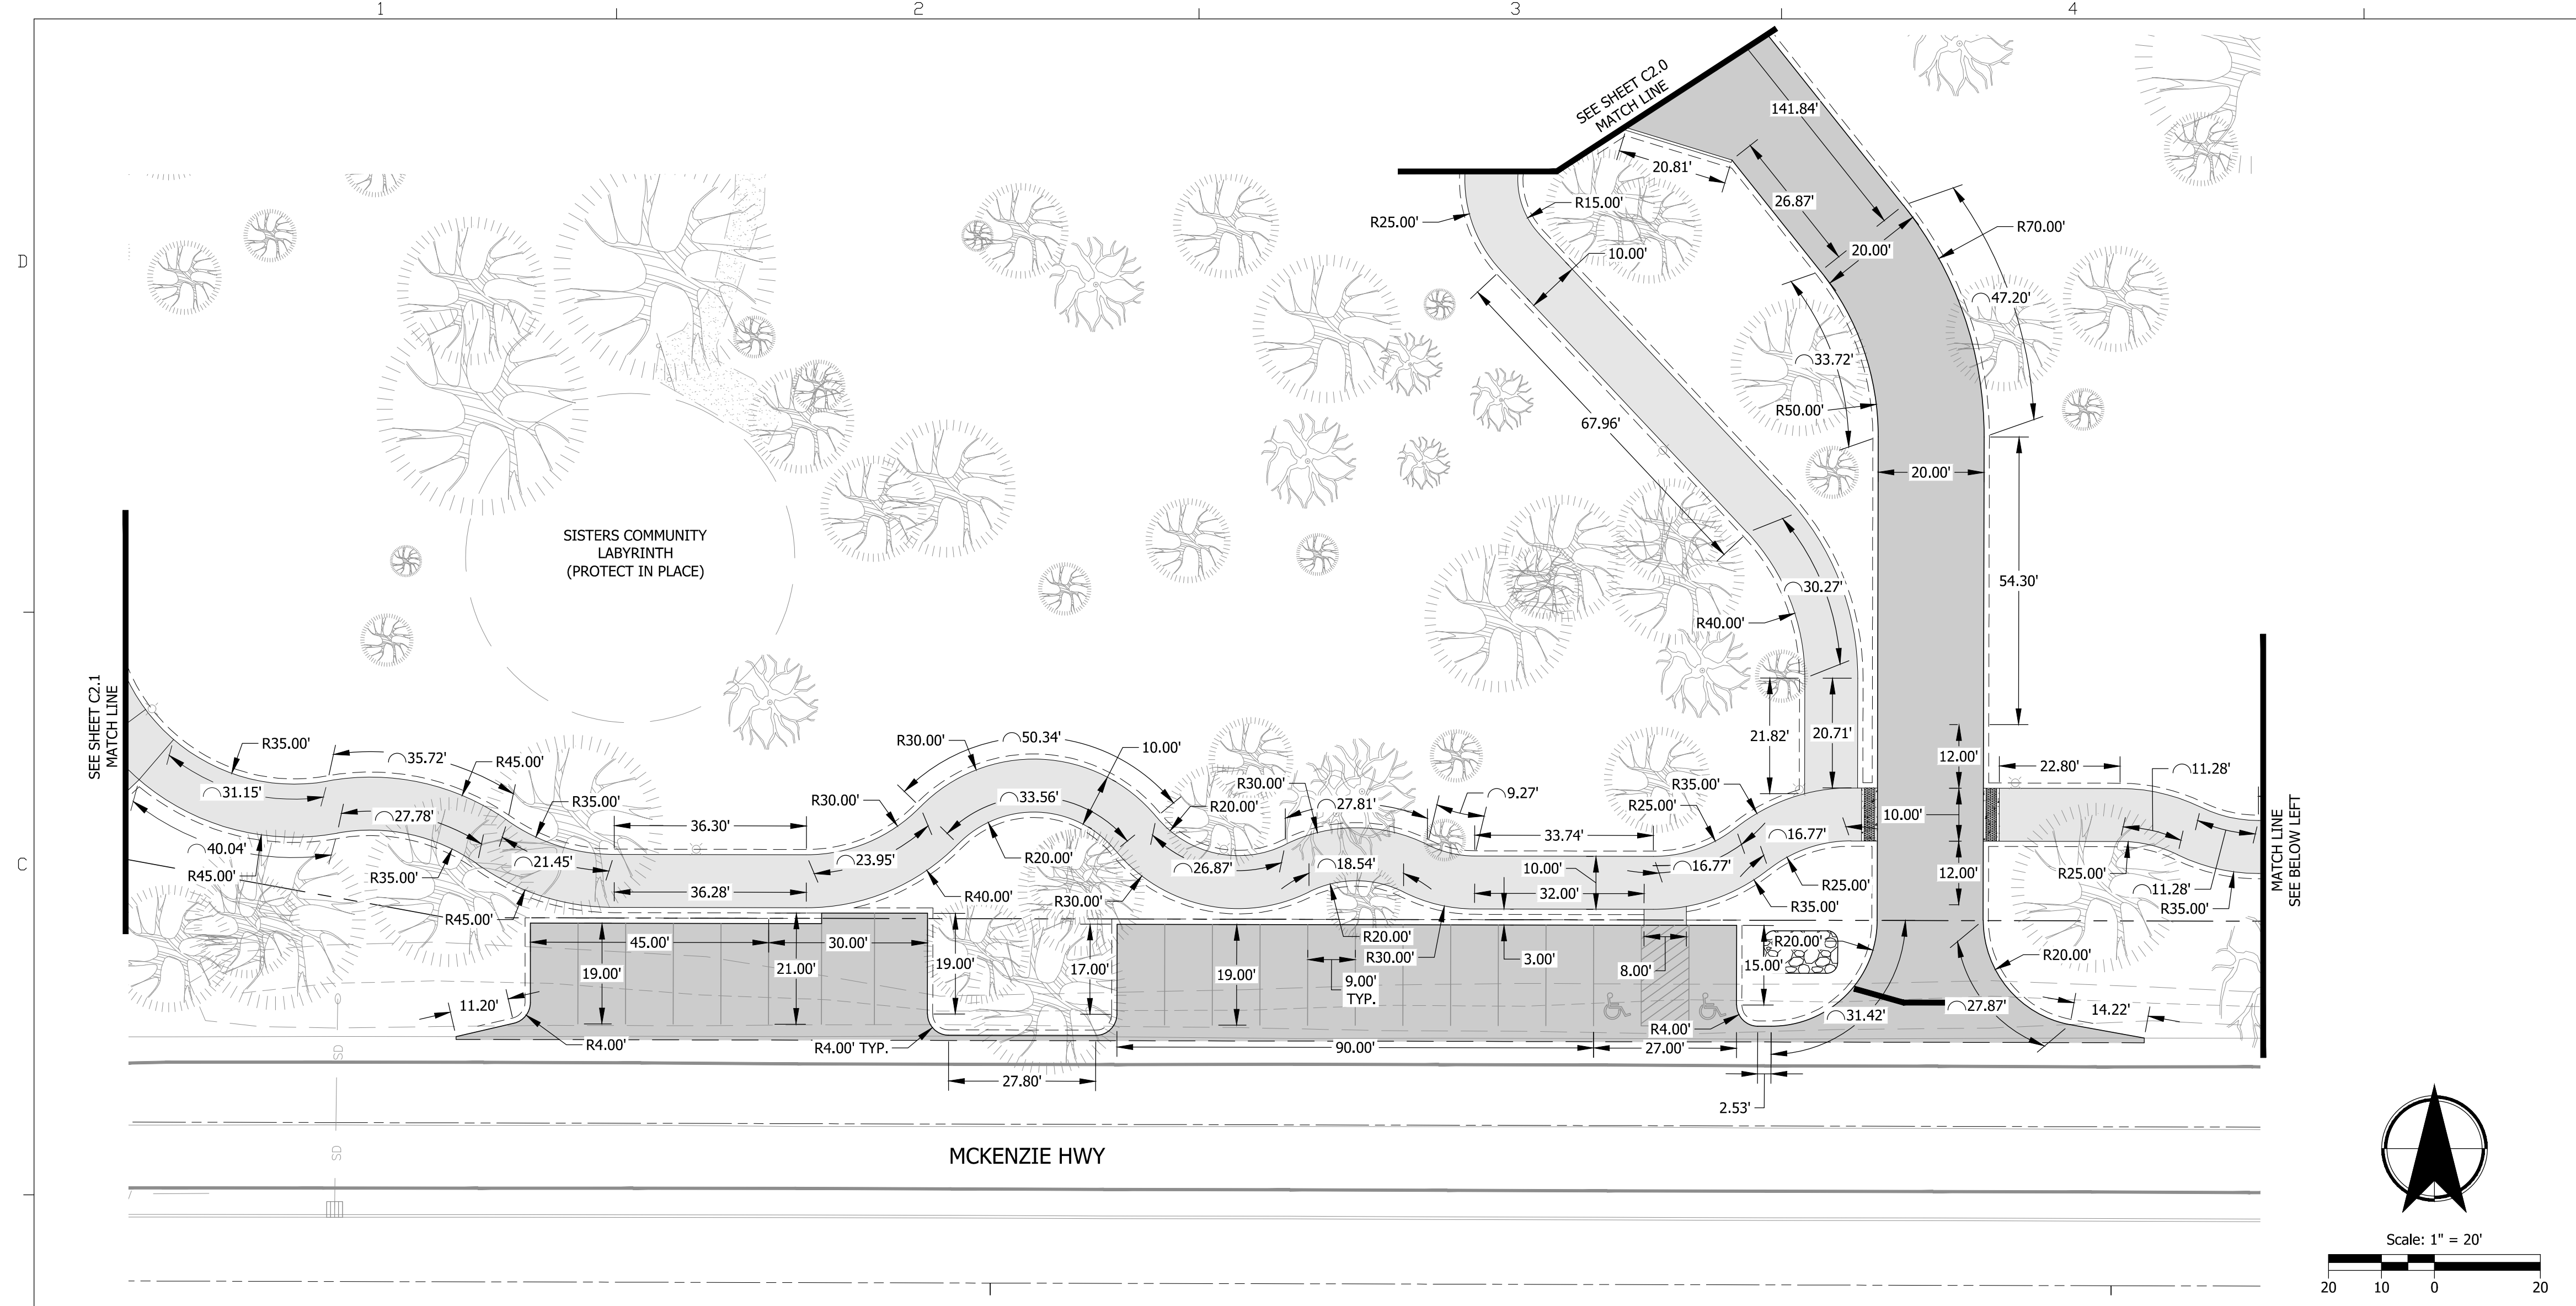 1
2
3
4
D
C
SEE SHEET C2.0
MATCH LINE
141.84'
20.81'
26.87'
R15.00'
R25.00'
10.00'
20.00'
R70.00'
47.20'
33.72'
R50.00'
67.96'
20.00'
54.30'
30.27'
R40.00'
21.82'
20.71'
12.00'
22.80'
11.28'
10.00'
12.00'
R25.00'
11.28'
R35.00'
MATCH LINE
SEE BELOW LEFT
SISTERS COMMUNITY
LABYRINTH
(PROTECT IN PLACE)
SEE SHEET C2.1
MATCH LINE
R35.00'
35.72'
R45.00'
31.15'
27.78'
R35.00'
40.04'
R45.00'
R35.00'
21.45'
R45.00'
36.30'
36.28'
R30.00'
R30.00'
50.34'
10.00'
33.56'
23.95'
R20.00'
R20.00'
R40.00'
R30.00'
26.87'
R30.00'
27.81'
9.27'
18.54'
R20.00'
R30.00'
33.74'
10.00'
32.00'
R25.00'
R35.00'
16.77'
16.77'
R25.00'
R35.00'
45.00'
30.00'
19.00'
21.00'
19.00'
17.00'
19.00'
9.00'
TYP.
3.00'
8.00'
15.00'
R20.00'
R20.00'
11.20'
R4.00'
R4.00' TYP.
27.80'
90.00'
27.00'
R4.00'
2.53'
31.42'
27.87'
14.22'
SD
SD
MCKENZIE HWY
Scale: 1" = 20'
20 10 0 20